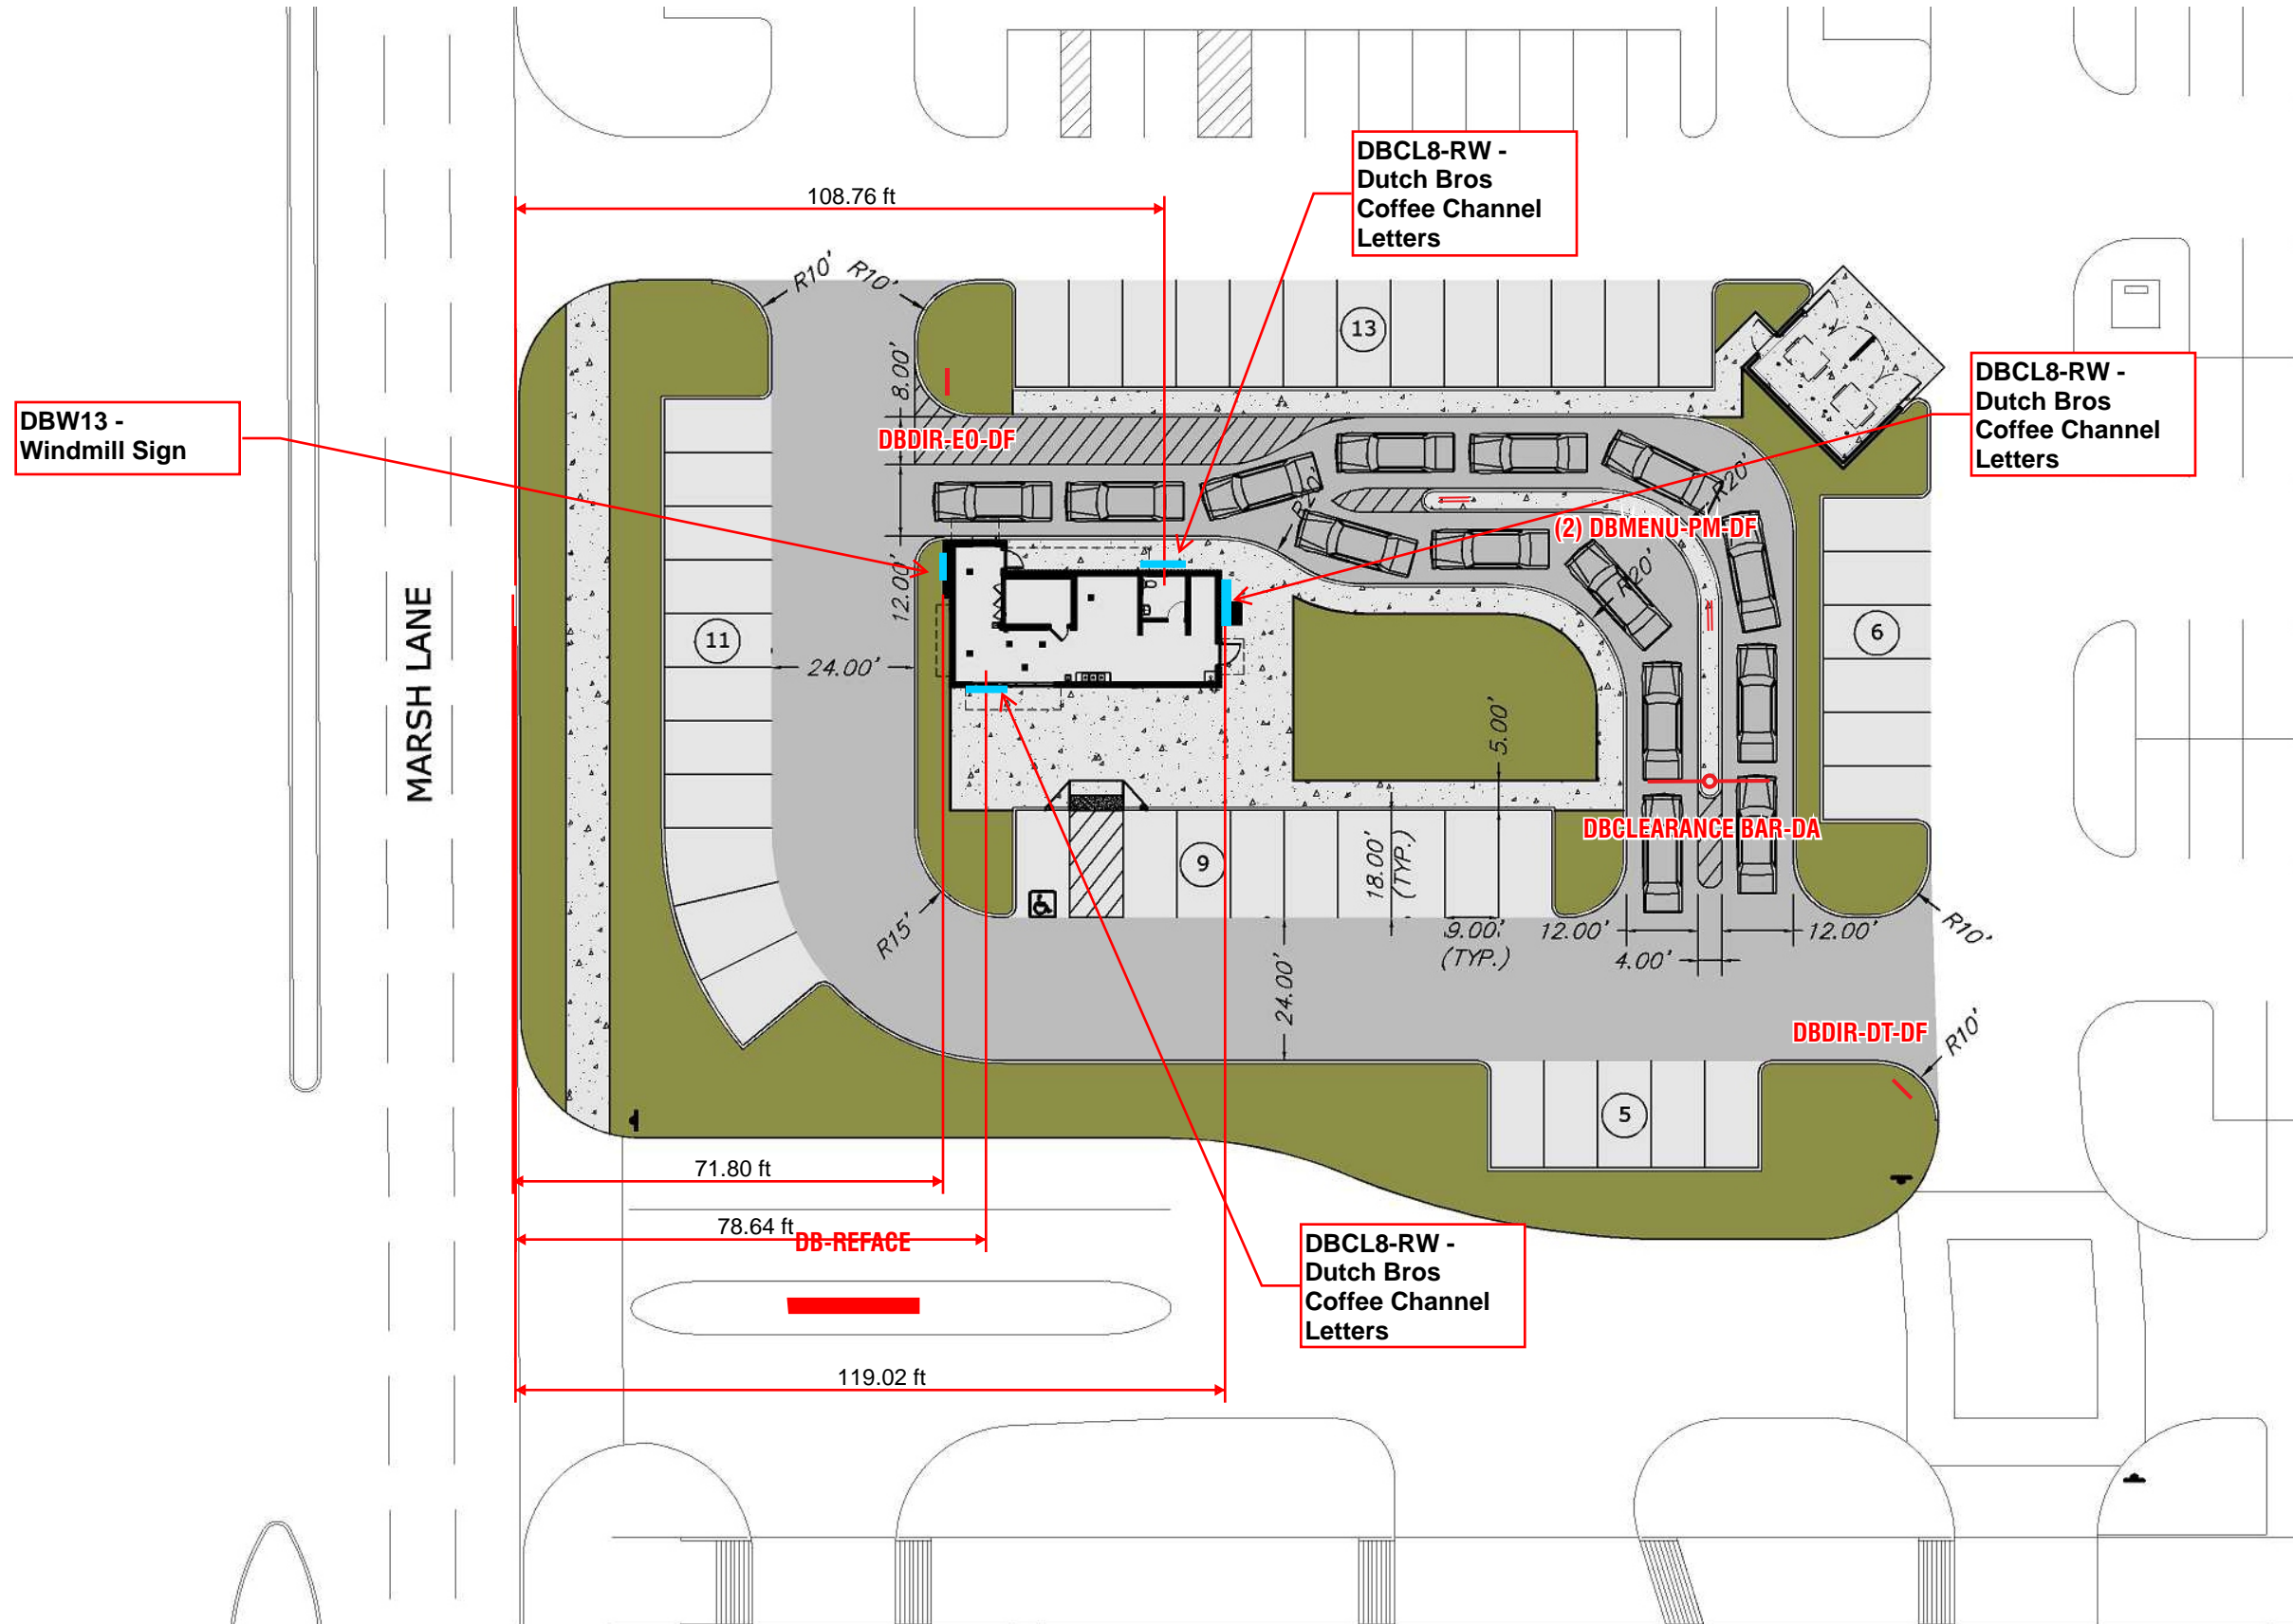 DBCL8-RW -
Dutch Bros
Coffee Channel
Letters
108.76 ft
R10'
R10'
13
8.00'
DBCL8-RW -
Dutch Bros
Coffee Channel
Letters
DBW13 -
Windmill Sign
DBDIR-EO-DF
R20'
R20'
(2) DBMENU-PM-DF
12.00'
R20'
MARSH LANE
11
24.00'
6
5.00'
DBCLEARANCE BAR-DA
9
18.00'
(TYP.)
R15'
9.00'
(TYP.)
12.00'
4.00'
12.00'
R10'
24.00'
DBDIR-DT-DF
R10'
5
71.80 ft
78.64 ft
DB-REFACE
DBCL8-RW -
Dutch Bros
Coffee Channel
Letters
119.02 ft